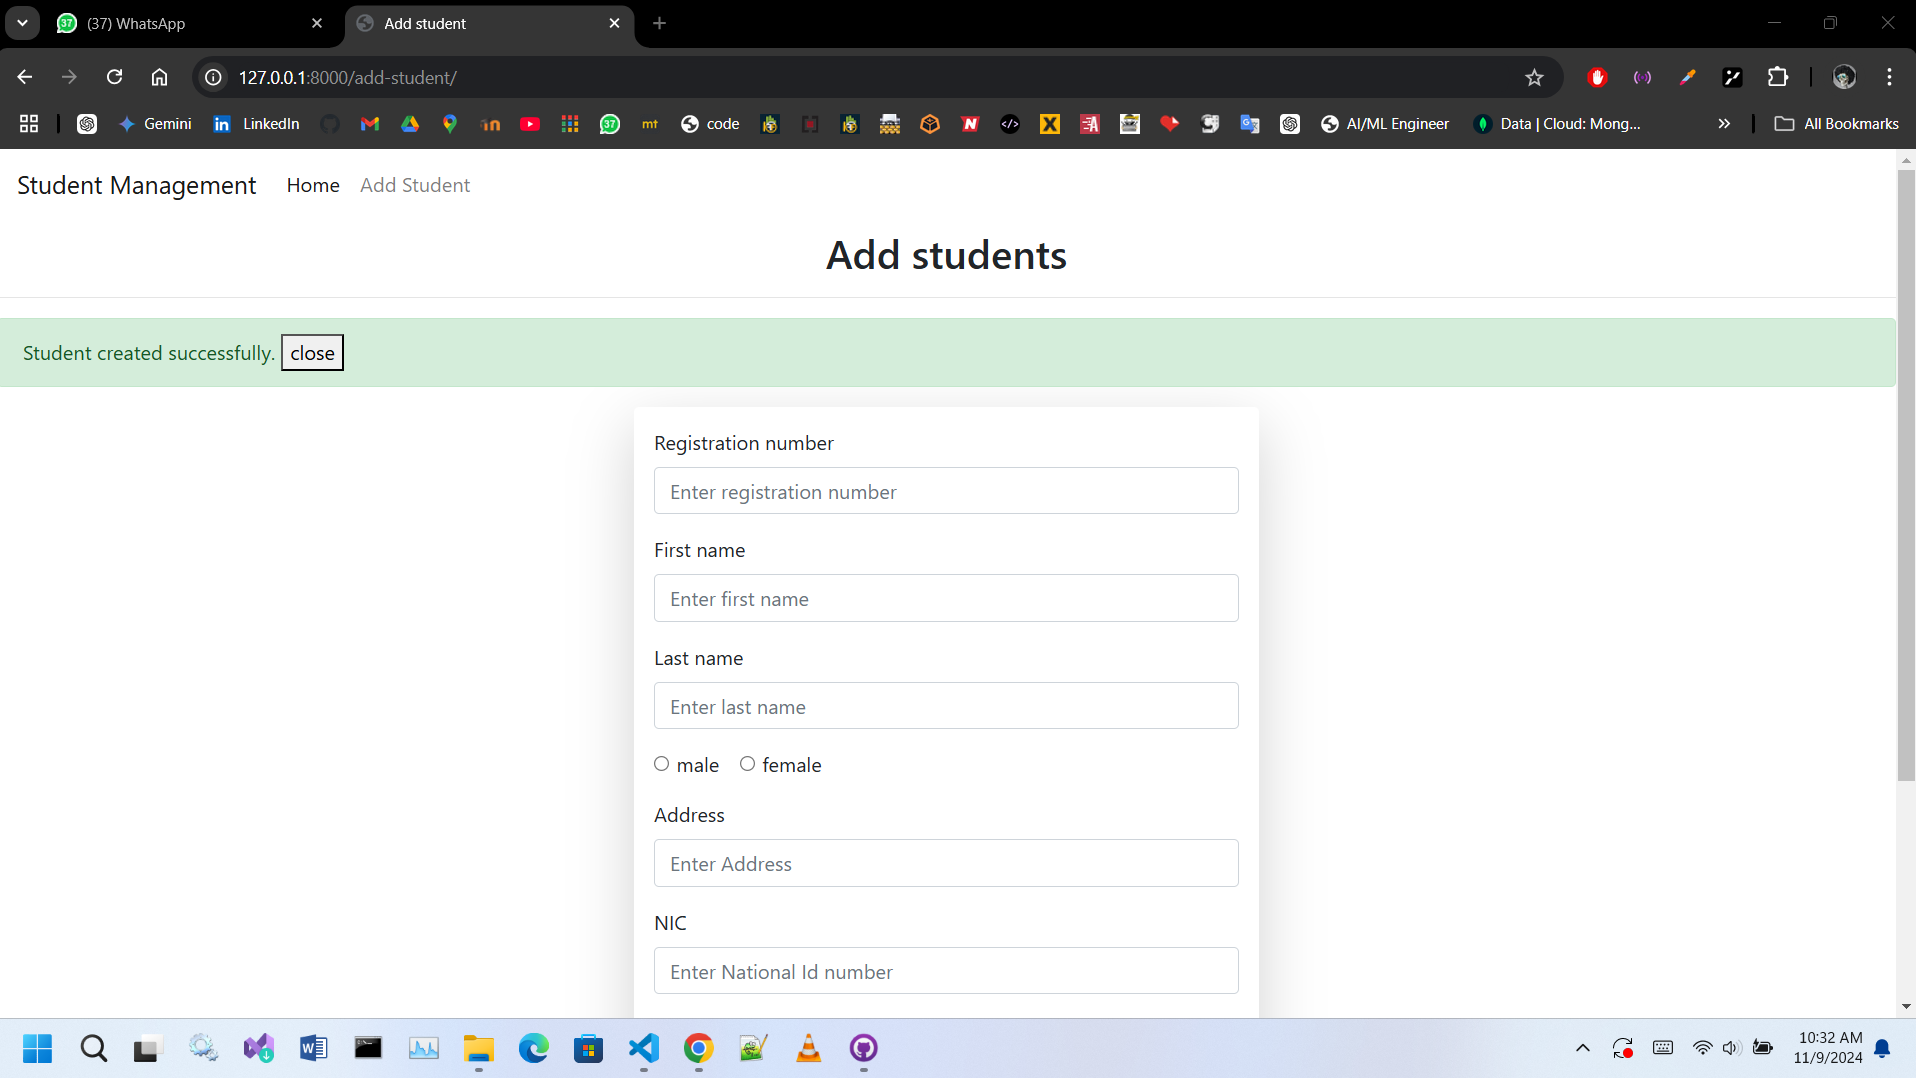 (37) WhatsApp
Add student
127.0.0.1:8000/add-student/
Gemini
LinkedIn
code
AI/ML Engineer
Data | Cloud: Mong...
All Bookmarks
Student Management
Home
Add Student
Add students
Student created successfully.
close
Registration number
Enter registration number
First name
Enter first name
Last name
Enter last name
male
female
Address
Enter Address
NIC
Enter National Id number
10:32 AM
11/9/2024